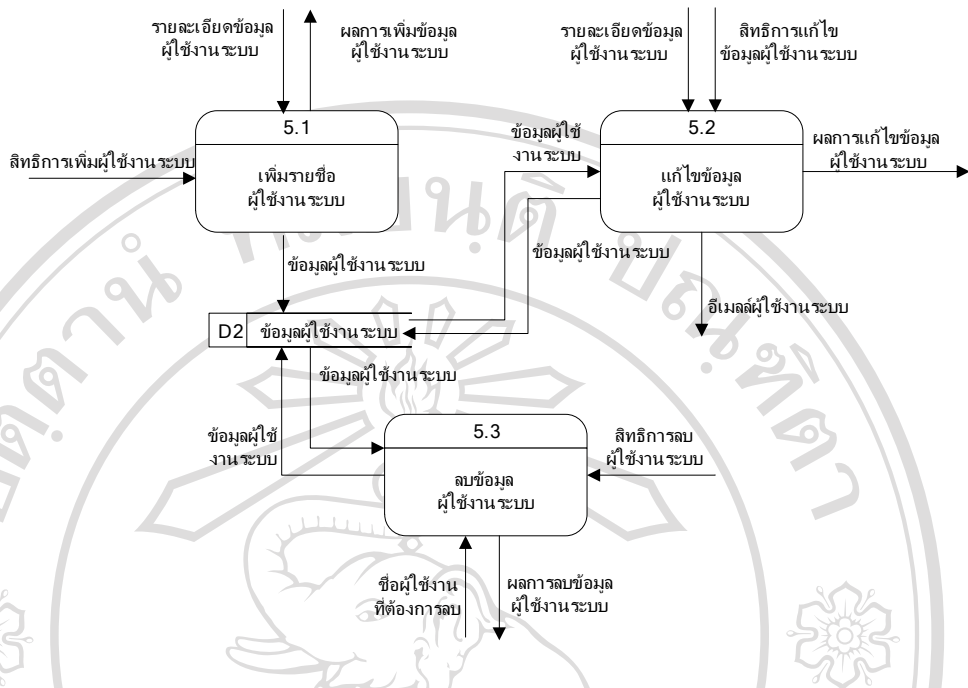 รายละเอียดข้อมูล
ผู้ใช้งานระบบ
ผลการเพิ่มข้อมูล
ผู้ใช้งานระบบ
รายละเอียดข้อมูล
ผู้ใช้งานระบบ
สิทธิการแก้ไข
ข้อมูลผู้ใช้งานระบบ
5.1
เพิ่มรายชื่อ
ผู้ใช้งานระบบ
สิทธิการเพิ่มผู้ใช้งานระบบ
ข้อมูลผู้ใช้
งานระบบ
5.2
แก้ไขข้อมูล
ผู้ใช้งานระบบ
ผลการแก้ไขข้อมูล
ผู้ใช้งานระบบ
ข้อมูลผู้ใช้งานระบบ
ข้อมูลผู้ใช้งานระบบ
อีเมลล์ผู้ใช้งานระบบ
D2 ข้อมูลผู้ใช้งานระบบ
ข้อมูลผู้ใช้งานระบบ
ข้อมูลผู้ใช้
งานระบบ
5.3
ลบข้อมูล
ผู้ใช้งานระบบ
สิทธิการลบ
ผู้ใช้งานระบบ
ชื่อผู้ใช้งาน
ที่ต้องการลบ
ผลการลบข้อมูล
ผู้ใช้งานระบบ